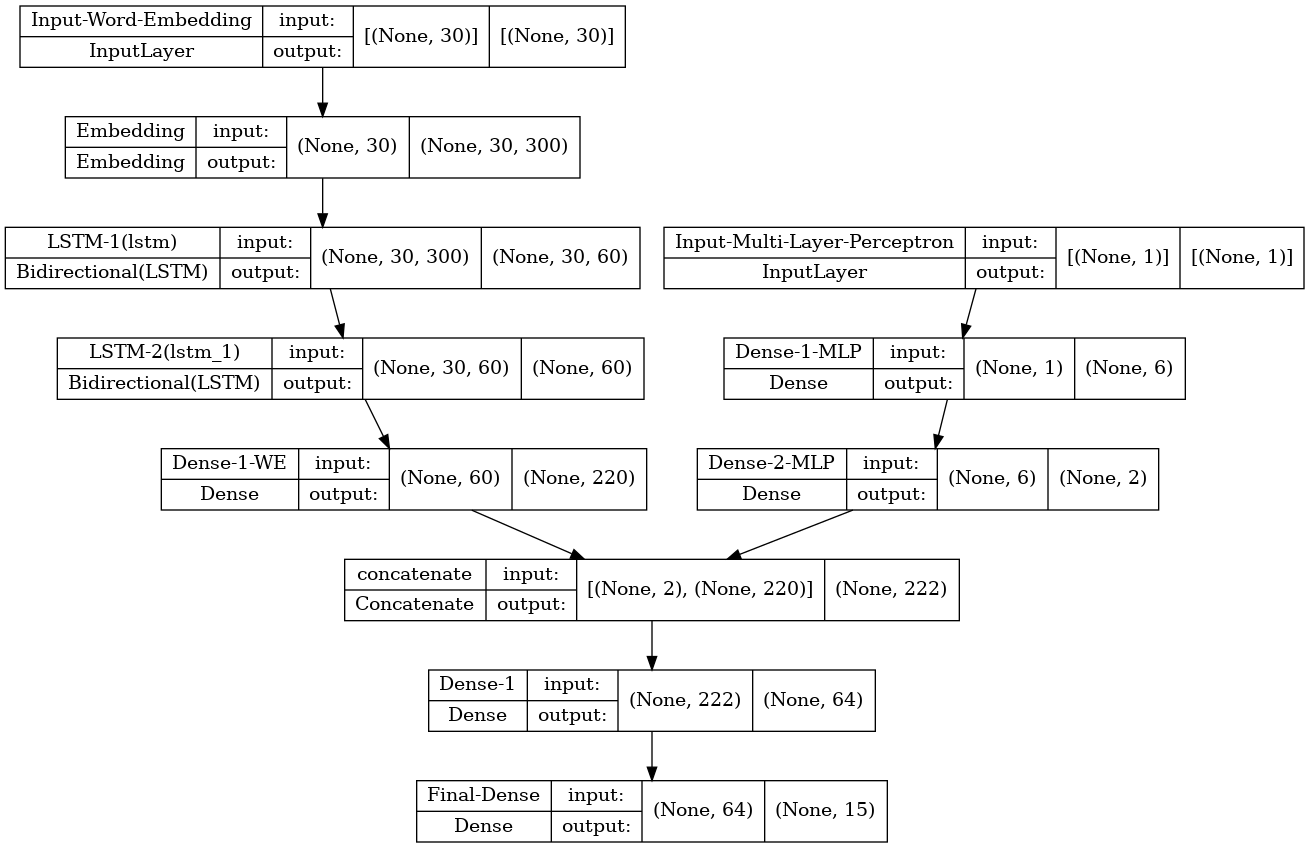 Input-Word-Embedding input: [(None, 30)] [(None, 30)]
InputLayer output:
Embedding input: (None, 30) (None, 30, 300)
Embedding output:
LSTM-1(lstm) input: (None, 30, 300) (None, 30, 60)
Bidirectional(LSTM) output:
Input-Multi-Layer-Perceptron input: [(None, 1)] [(None, 1)]
InputLayer output:
LSTM-2(lstm_1) input: (None, 30, 60) (None, 60)
Bidirectional(LSTM) output:
Dense-1-MLP input: (None, 1) (None, 6)
Dense output:
Dense-1-WE input: (None, 60) (None, 220)
Dense output:
Dense-2-MLP input: (None, 6) (None, 2)
Dense output:
concatenate input: [(None, 2), (None, 220)] (None, 222)
Concatenate output:
Dense-1 input: (None, 222) (None, 64)
Dense output:
Final-Dense input: (None, 64) (None, 15)
Dense output: